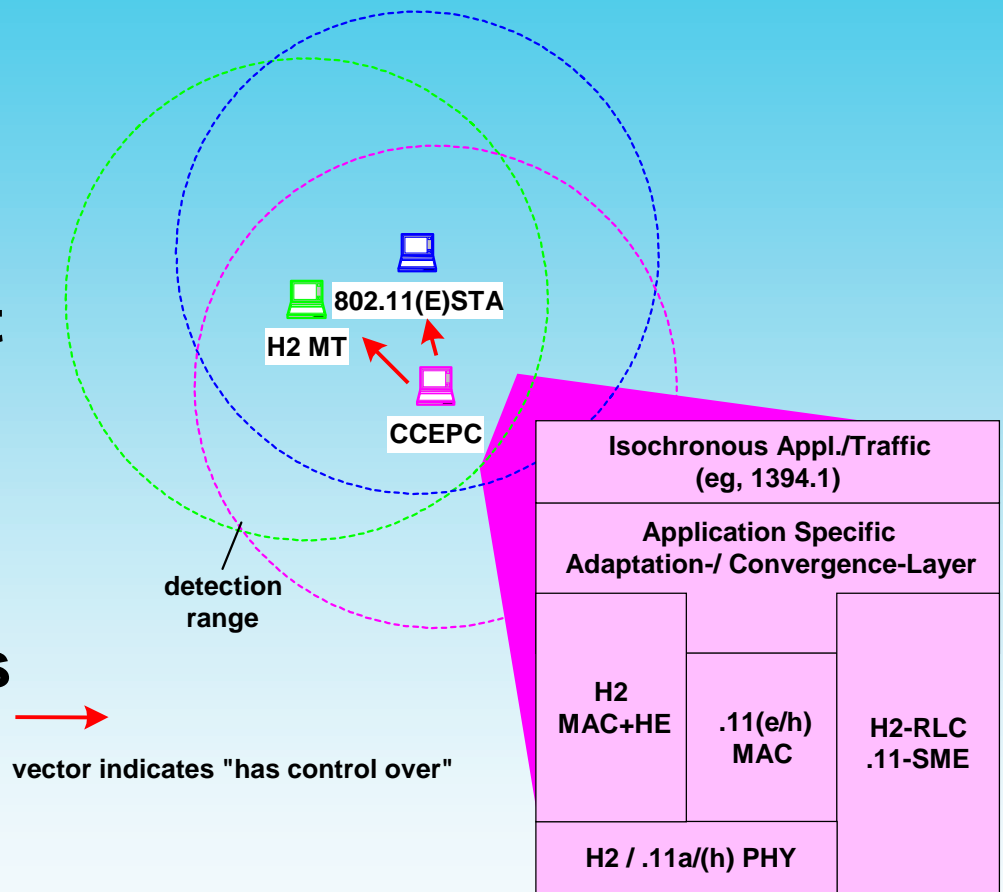 802.11(E)STA
H2 MT
CCEPC
detection
range
t
s
vector indicates "has control over"
Isochronous Appl./Traffic
(eg, 1394.1)
Application Specific
Adaptation-/ Convergence-Layer
H2
MAC+HE
.11(e/h)
MAC
H2-RLC
.11-SME
H2 / .11a/(h) PHY